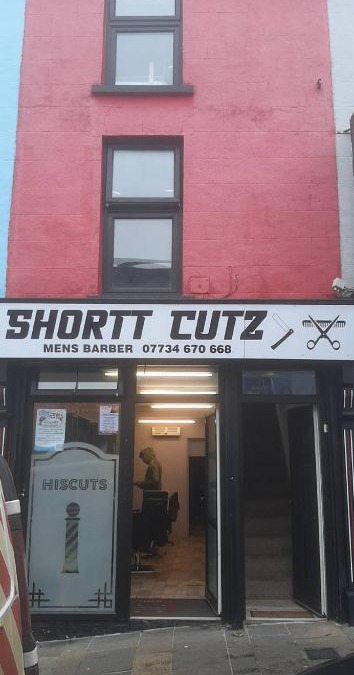 SHORTT CUTZ
MENS BARBER 07734 670 668
HISCUTS